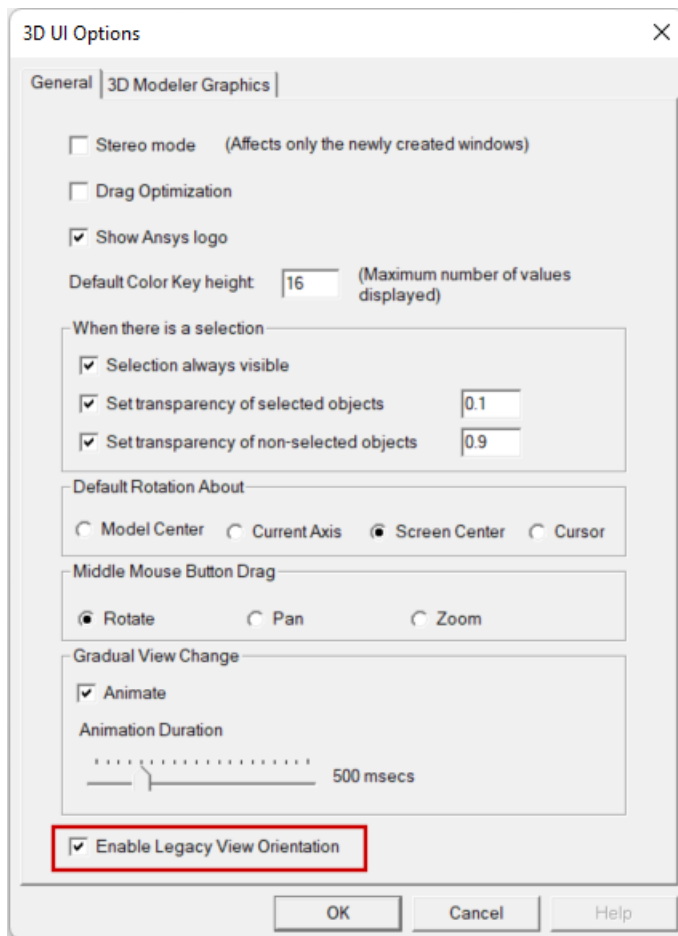 3D UI Options
General
3D Modeler Graphics
Stereo mode (Affects only the newly created windows)
Drag Optimization
Show Ansys logo
Default Color Key height: 16 (Maximum number of values
displayed)
When there is a selection
Selection always visible
Set transparency of selected objects 0.1
Set transparency of non-selected objects 0.9
Default Rotation About
Model Center Current Axis Screen Center Cursor
Middle Mouse Button Drag
Rotate Pan Zoom
Gradual View Change
Animate
Animation Duration
500 msecs
Enable Legacy View Orientation
OK Cancel Help